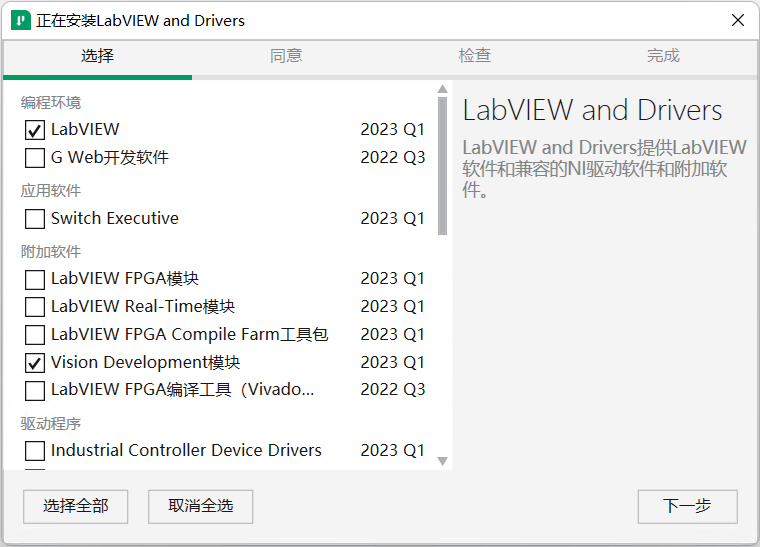 正在安装LabVIEW and Drivers
选择 同意 检查 完成
编程环境
LabVIEW 2023 Q1
G Web开发软件 2022 Q3
应用软件
Switch Executive 2023 Q1
附加软件
LabVIEW FPGA模块 2023 Q1
LabVIEW Real-Time模块 2023 Q1
LabVIEW FPGA Compile Farm工具包 2023 Q1
Vision Development模块 2023 Q1
LabVIEW FPGA编译工具（Vivado... 2022 Q3
驱动程序
Industrial Controller Device Drivers 2023 Q1
LabVIEW and Drivers
LabVIEW and Drivers提供LabVIEW
软件和兼容的NI驱动软件和附加软
件。
选择全部 取消全选 下一步